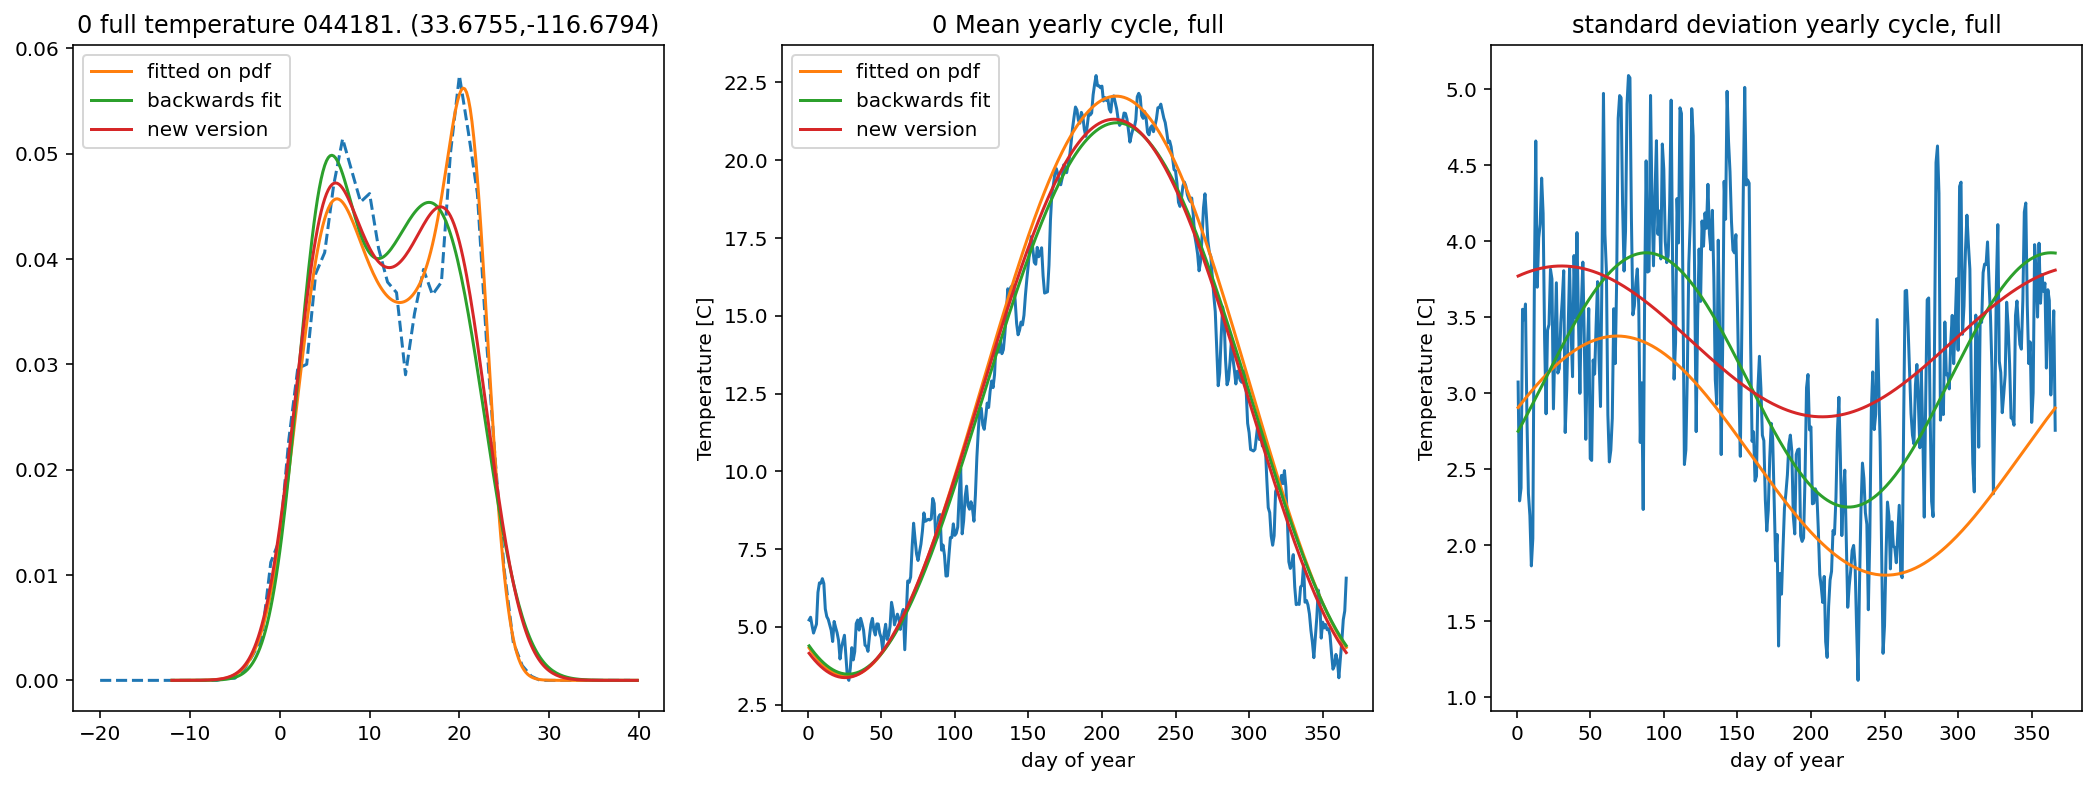 0 full temperature 044181. (33.6755,-116.6794)
0.06
0.05
0.04
0.03
0.02
0.01
0.00
fitted on pdf
backwards fit
new version
−20 −10 0 10 20 30 40
0 Mean yearly cycle, full
Temperature [C]
22.5
20.0
17.5
15.0
12.5
10.0
7.5
5.0
2.5
fitted on pdf
backwards fit
new version
0 50 100 150 200 250 300 350
day of year
standard deviation yearly cycle, full
Temperature [C]
5.0
4.5
4.0
3.5
3.0
2.5
2.0
1.5
1.0
0 50 100 150 200 250 300 350
day of year